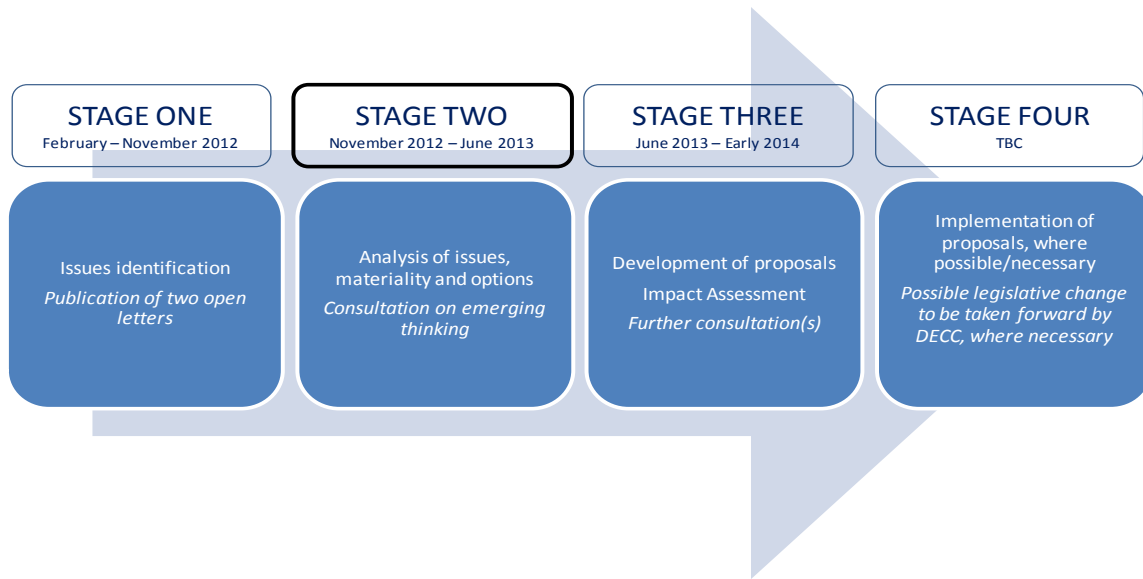 STAGE ONE
February – November 2012
STAGE TWO
November 2012 – June 2013
STAGE THREE
June 2013 – Early 2014
STAGE FOUR
TBC
Issues identification
Publication of two open
letters
Analysis of issues,
materiality and options
Consultation on emerging
thinking
Development of proposals
Impact Assessment
Further consultation(s)
Implementation of
proposals, where
possible/necessary
Possible legislative change
to be taken forward by
DECC, where necessary